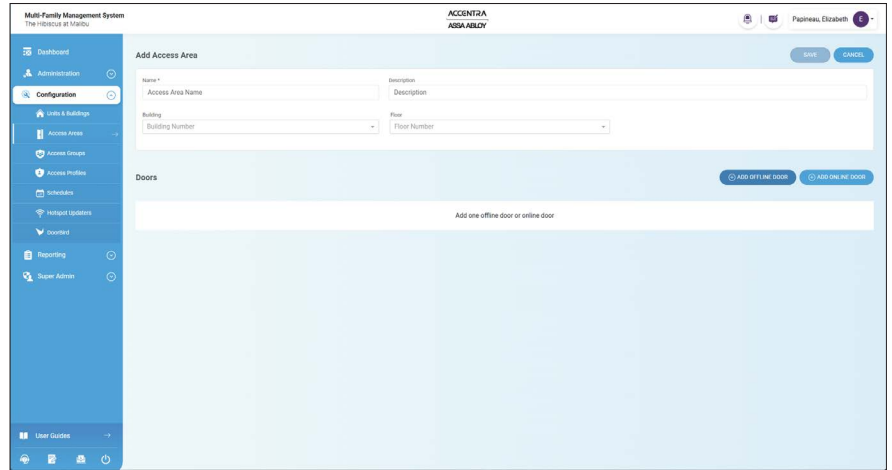 Multi-Family Management System
The Hibiscus at Malibu
ACCENTRA
ASSA ABLOY
Papineau, Elizabeth E
Dashboard
Administration
Configuration
Units & Buildings
Access Areas
Access Groups
Access Profiles
Schedules
Hotspot Updaters
DoorBird
Reporting
Super Admin
User Guides
Add Access Area
SAVE CANCEL
Name * Description
Access Area Name Description
Building Floor
Building Number Floor Number
Doors
ADD OFFLINE DOOR ADD ONLINE DOOR
Add one offline door or online door